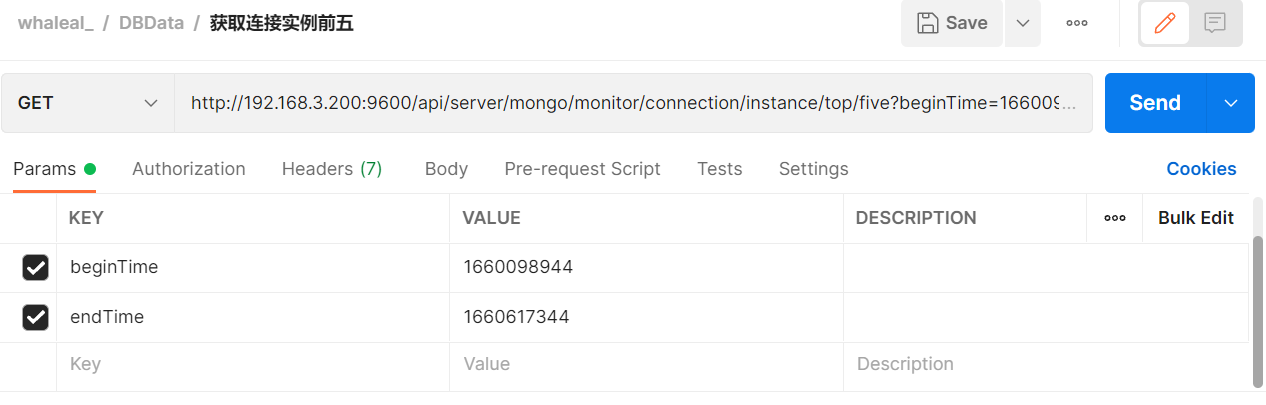 whaleal_ / DBData / 获取连接实例前五
Save
GET
http://192.168.3.200:9600/api/server/mongo/monitor/connection/instance/top/five?beginTime=166009...
Send
Params Authorization Headers (7) Body Pre-request Script Tests Settings Cookies
KEY VALUE DESCRIPTION Bulk Edit
beginTime 1660098944
endTime 1660617344
Key Value Description